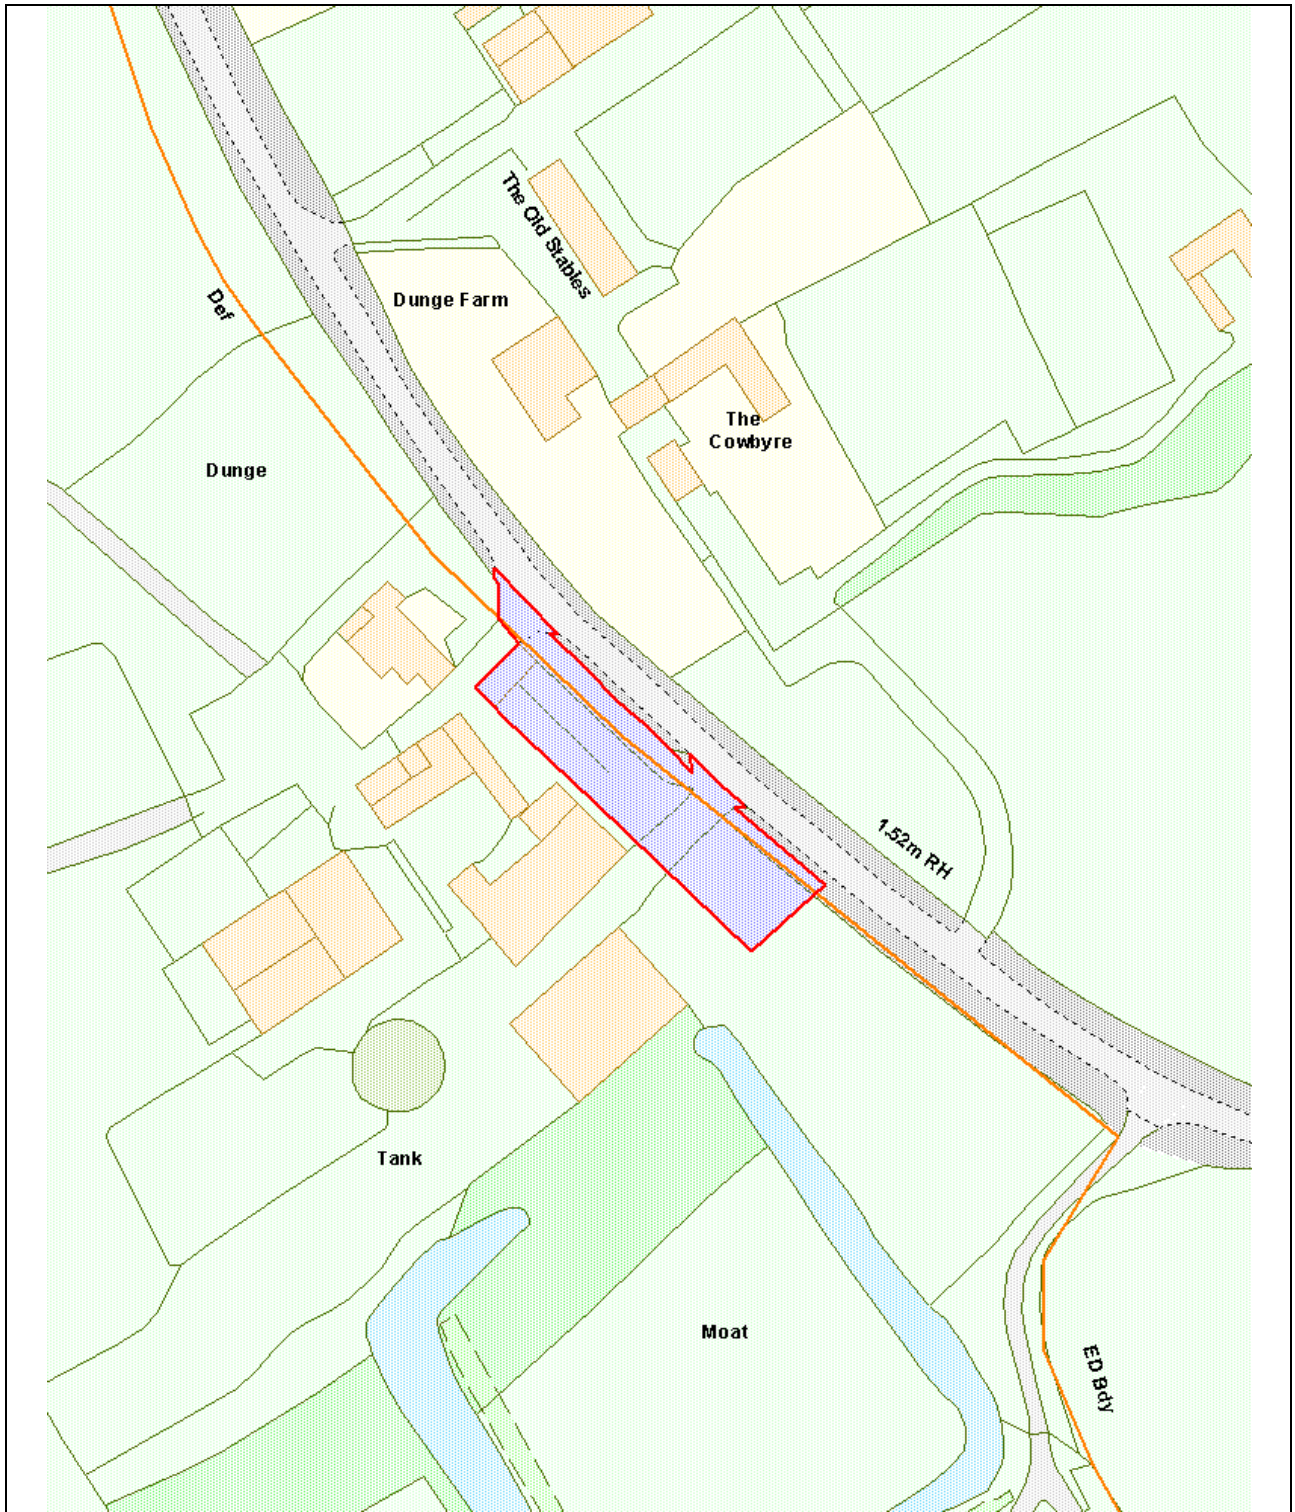 The Old Stables
Def
Dunge Farm
The
Cowbyre
Dunge
1.52m RH
Tank
Moat
ED Bdy